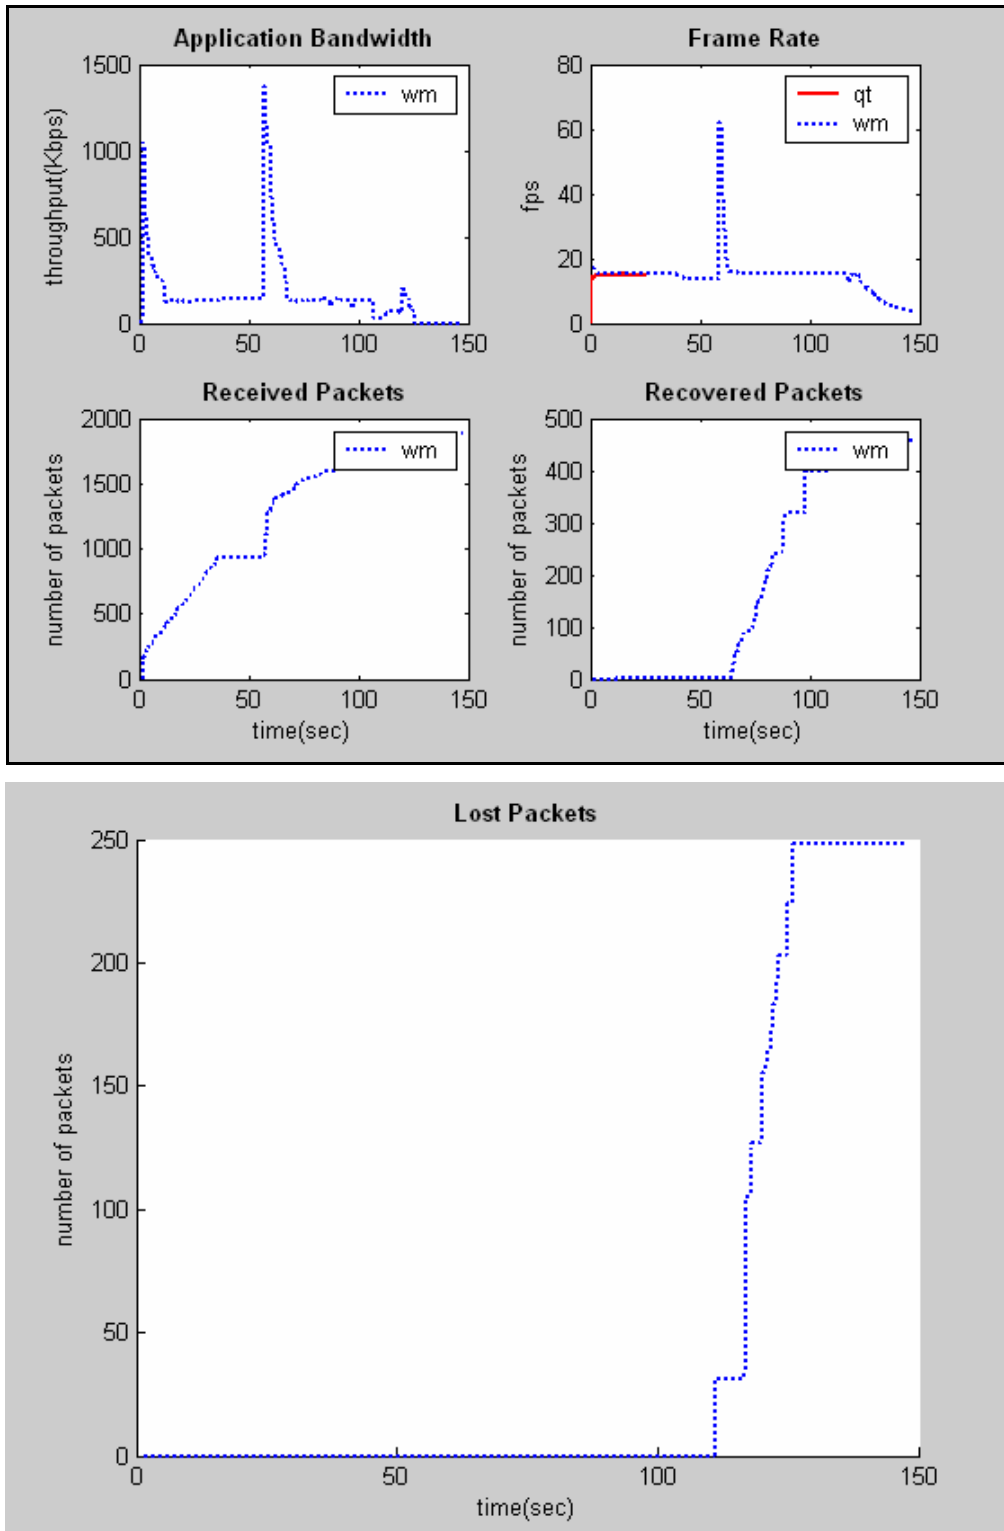 Application Bandwidth
throughput(Kbps)
1500
1000
500
0
0 50 100 150
wm
Frame Rate
fps
80
60
40
20
0
0 50 100 150
qt
wm
Received Packets
number of packets
2000
1500
1000
500
0
0 50 100 150
time(sec)
wm
Recovered Packets
number of packets
500
400
300
200
100
0
0 50 100 150
time(sec)
wm
Lost Packets
number of packets
250
200
150
100
50
0
0 50 100 150
time(sec)